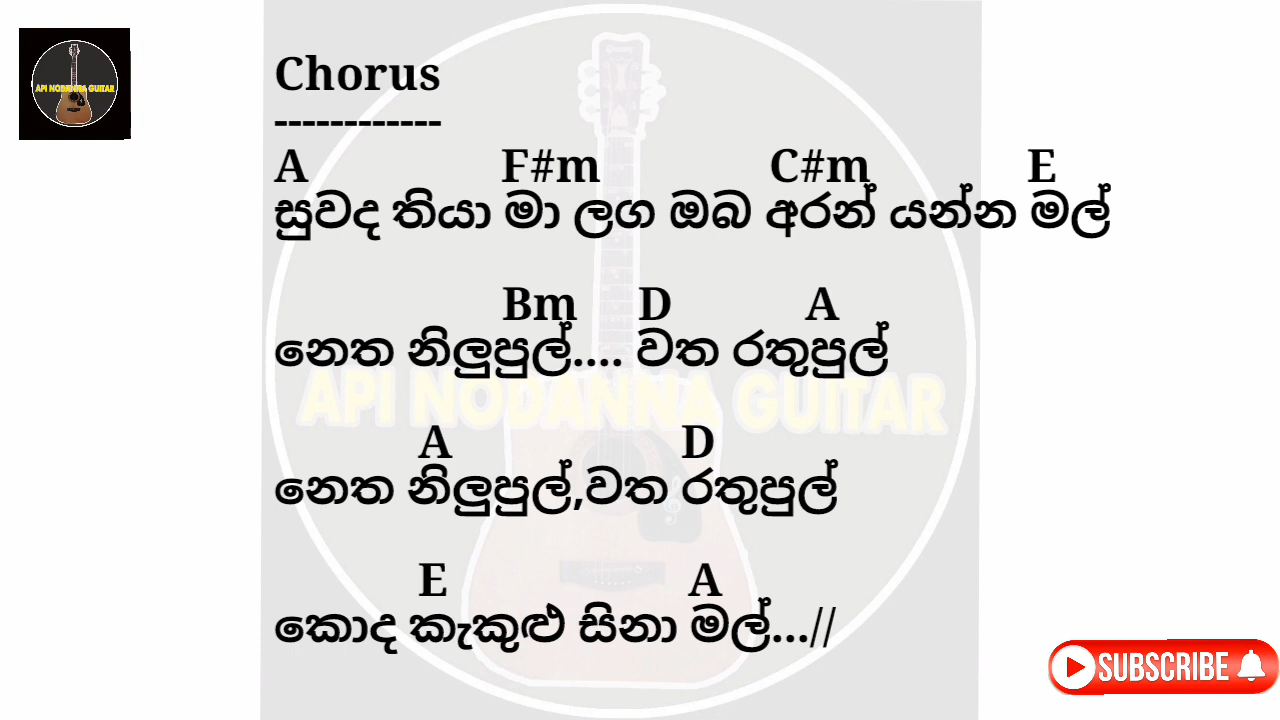 API NODANNA GUITAR
Chorus
------------
A F#m C#m E
සුවඳ තියා මා ලග ඔබ අරන් යන්න මල්
Bm D A
නෙත නිලුපුල්.... වත රතුපුල්
API NODANNA GUITAR
A D
නෙත නිලුපුල්,වත රතුපුල්
E A
කොඳ කැකුළු සිනා මල්...//
SUBSCRIBE